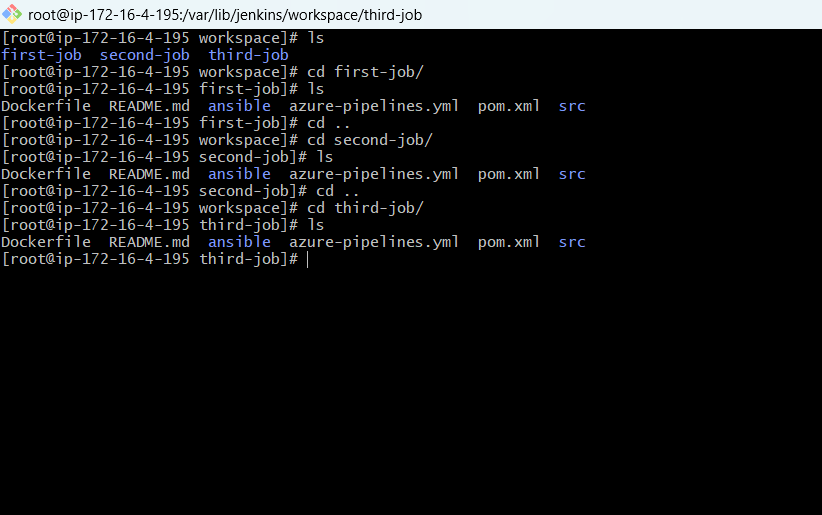 root@ip-172-16-4-195:/var/lib/jenkins/workspace/third-job
[root@ip-172-16-4-195 workspace]# ls
first-job  second-job  third-job
[root@ip-172-16-4-195 workspace]# cd first-job/
[root@ip-172-16-4-195 first-job]# ls
Dockerfile  README.md  ansible  azure-pipelines.yml  pom.xml  src
[root@ip-172-16-4-195 first-job]# cd ..
[root@ip-172-16-4-195 workspace]# cd second-job/
[root@ip-172-16-4-195 second-job]# ls
Dockerfile  README.md  ansible  azure-pipelines.yml  pom.xml  src
[root@ip-172-16-4-195 second-job]# cd ..
[root@ip-172-16-4-195 workspace]# cd third-job/
[root@ip-172-16-4-195 third-job]# ls
Dockerfile  README.md  ansible  azure-pipelines.yml  pom.xml  src
[root@ip-172-16-4-195 third-job]#